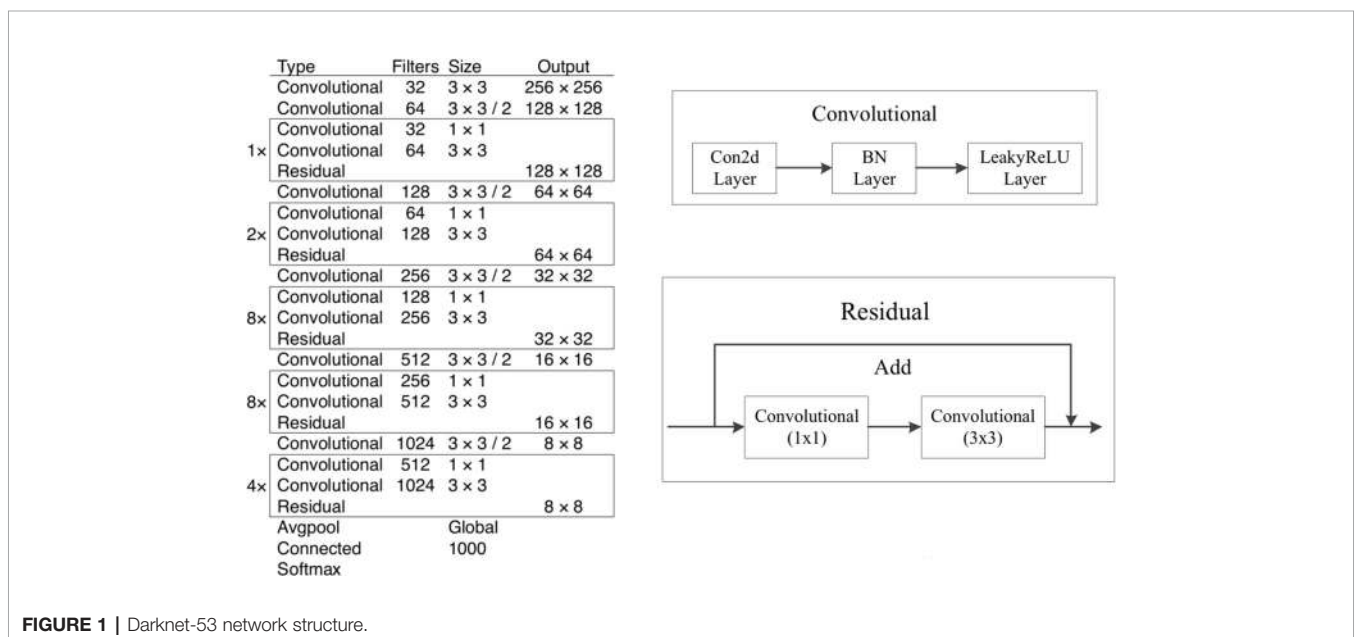 Type Filters Size Output
Convolutional 32 3 × 3 256 × 256
Convolutional 64 3 × 3 / 2 128 × 128
Convolutional 32 1 × 1
1× Convolutional 64 3 × 3
Residual 128 × 128
Convolutional 128 3 × 3 / 2 64 × 64
Convolutional 64 1 × 1
2× Convolutional 128 3 × 3
Residual 64 × 64
Convolutional 256 3 × 3 / 2 32 × 32
Convolutional 128 1 × 1
8× Convolutional 256 3 × 3
Residual 32 × 32
Convolutional 512 3 × 3 / 2 16 × 16
Convolutional 256 1 × 1
8× Convolutional 512 3 × 3
Residual 16 × 16
Convolutional 1024 3 × 3 / 2 8 × 8
Convolutional 512 1 × 1
4× Convolutional 1024 3 × 3
Residual 8 × 8
Avgpool Global
Connected 1000
Softmax
Convolutional
Con2d
Layer
BN
Layer
LeakyReLU
Layer
Residual
Add
Convolutional
(1x1)
Convolutional
(3x3)
FIGURE 1 | Darknet-53 network structure.